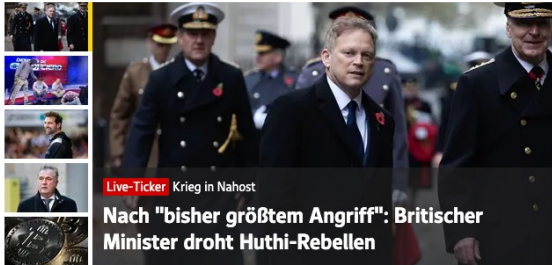 Live-Ticker Krieg in Nahost
Nach "bisher größtem Angriff": Britischer
Minister droht Huthi-Rebellen